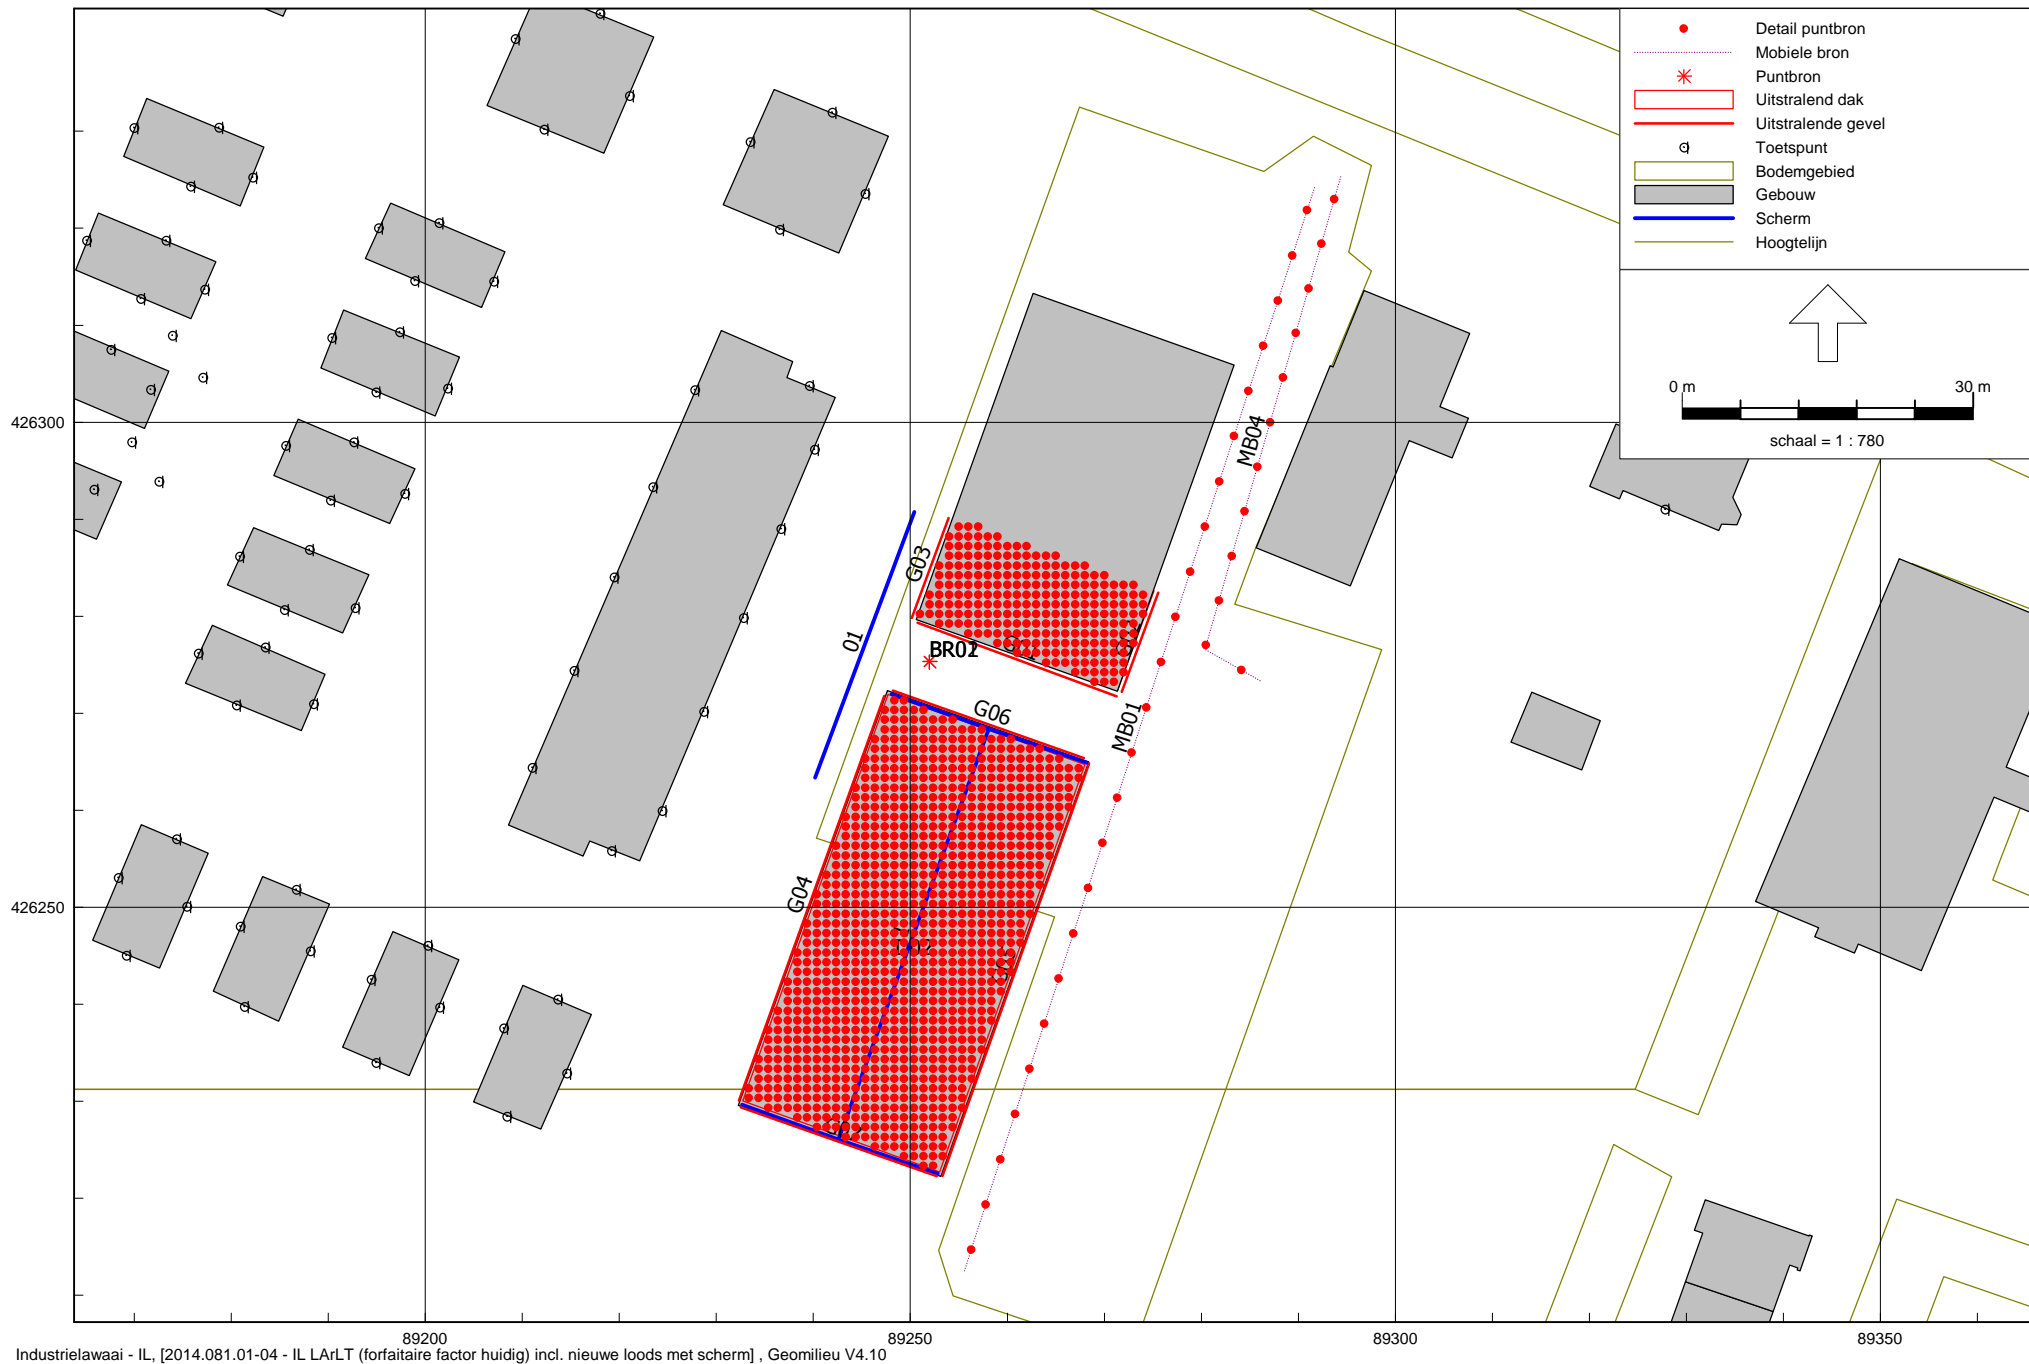 Detail puntbron
Mobiele bron
Puntbron
Uitstralend dak
Uitstralende gevel
Toetspunt
Bodemgebied
Gebouw
Scherm
Hoogtelijn
0 m
30 m
schaal = 1 : 780
426300
MB04
G03
01
BR02
G06
MB01
G04
426250
89200
89250
89300
89350
Industrielawaai - IL, [2014.081.01-04 - IL LArLT (forfaitaire factor huidig) incl. nieuwe loods met scherm] , Geomilieu V4.10